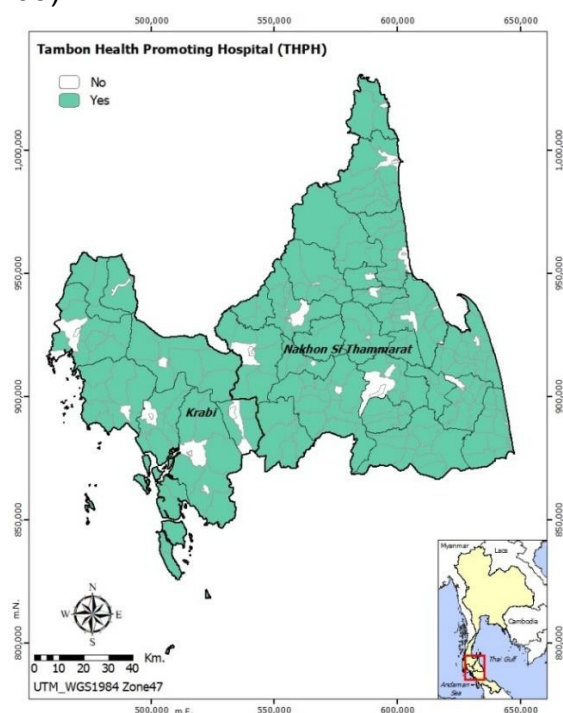 500,000 550,000 600,000 650,000
Tambon Health Promoting Hospital (THPH)
No
Yes
1,000,000 1,000,000
950,000 950,000
Nakhon Si Thammarat
900,000 900,000
Krabi
850,000 850,000
Myanmar Laos
N
W E
S
Cambodia
800,000 m.N. 800,000
Thai Gulf
0 10 20 30 40 Km.
Andaman
Sea
UTM_WGS1984 Zone47
500,000 m.E. 550,000 600,000 650,000